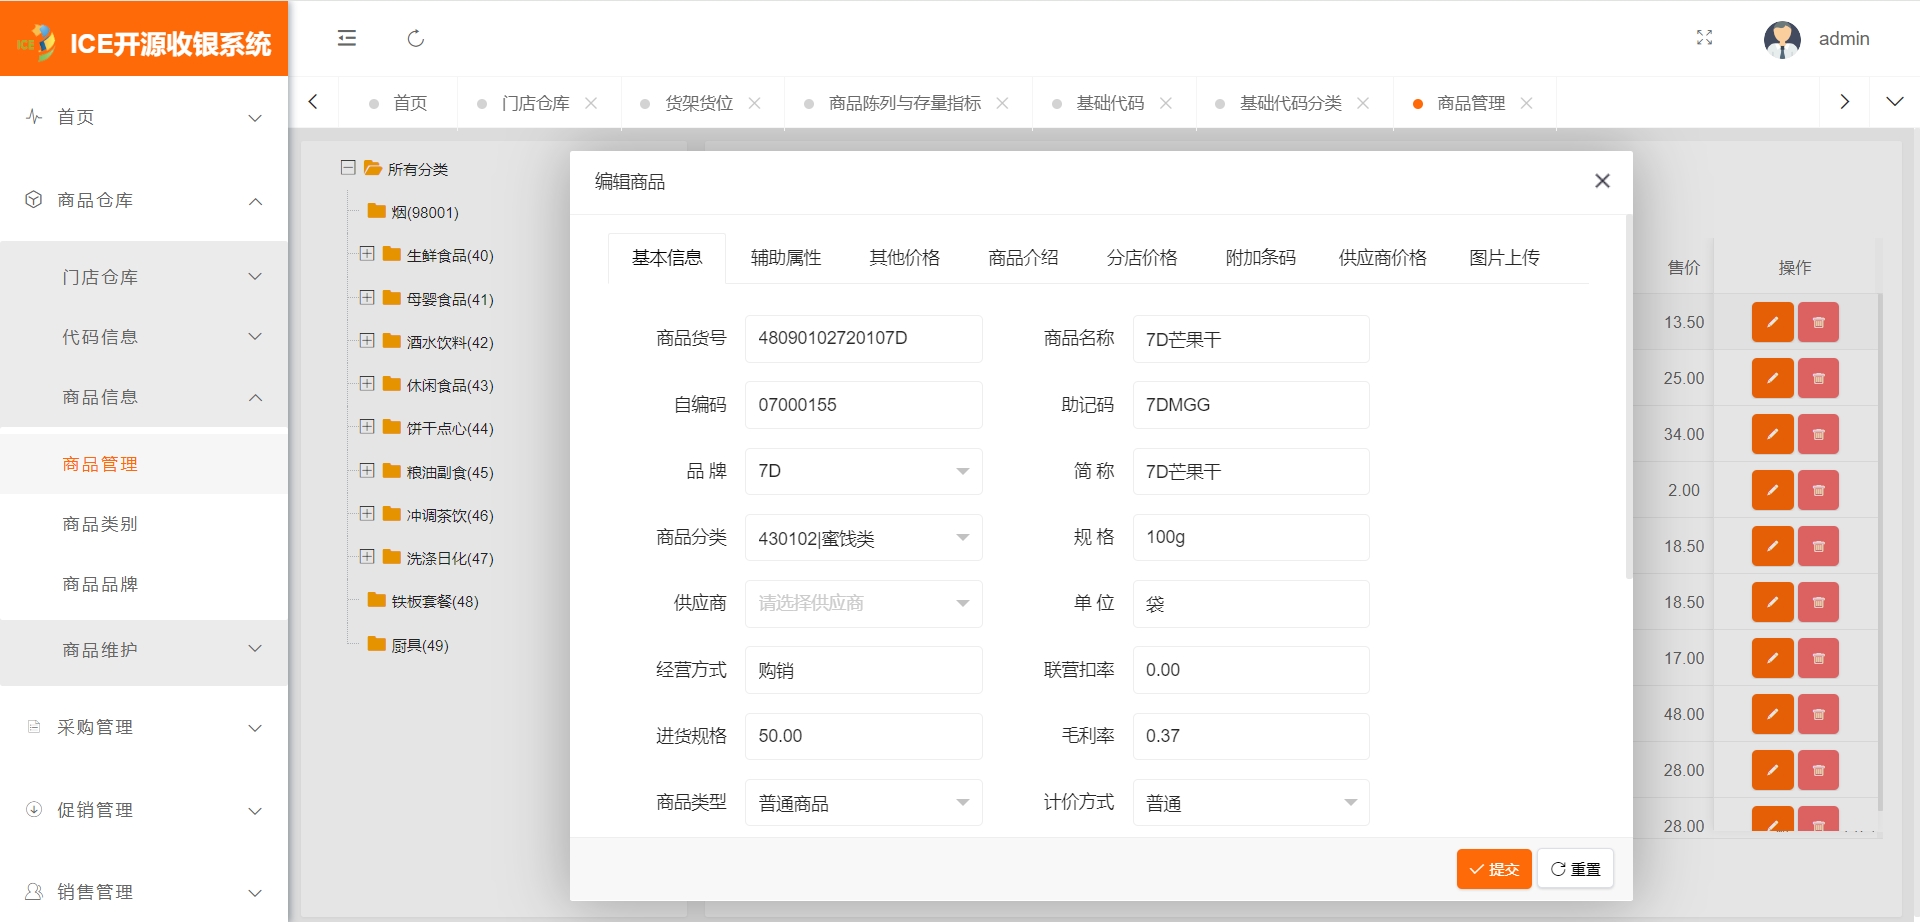 ICE ICE开源收银系统
admin
首页
商品仓库
门店仓库
代码信息
商品信息
商品管理
商品类别
商品品牌
商品维护
采购管理
促销管理
销售管理
首页 门店仓库 货架货位 商品陈列与存量指标 基础代码 基础代码分类 商品管理
所有分类
烟(98001)
生鲜食品(40)
母婴食品(41)
酒水饮料(42)
休闲食品(43)
饼干点心(44)
粮油副食(45)
冲调茶饮(46)
洗涤日化(47)
铁板套餐(48)
厨具(49)
编辑商品
基本信息 辅助属性 其他价格 商品介绍 分店价格 附加条码 供应商价格 图片上传
商品货号 48090102720107D 商品名称 7D芒果干
自编码 07000155 助记码 7DMGG
品 牌 7D 简 称 7D芒果干
商品分类 430102|蜜饯类 规 格 100g
供应商 请选择供应商 单 位 袋
经营方式 购销 联营扣率 0.00
进货规格 50.00 毛利率 0.37
商品类型 普通商品 计价方式 普通
提交 重置
售价 操作
13.50
25.00
34.00
2.00
18.50
18.50
17.00
48.00
28.00
28.00